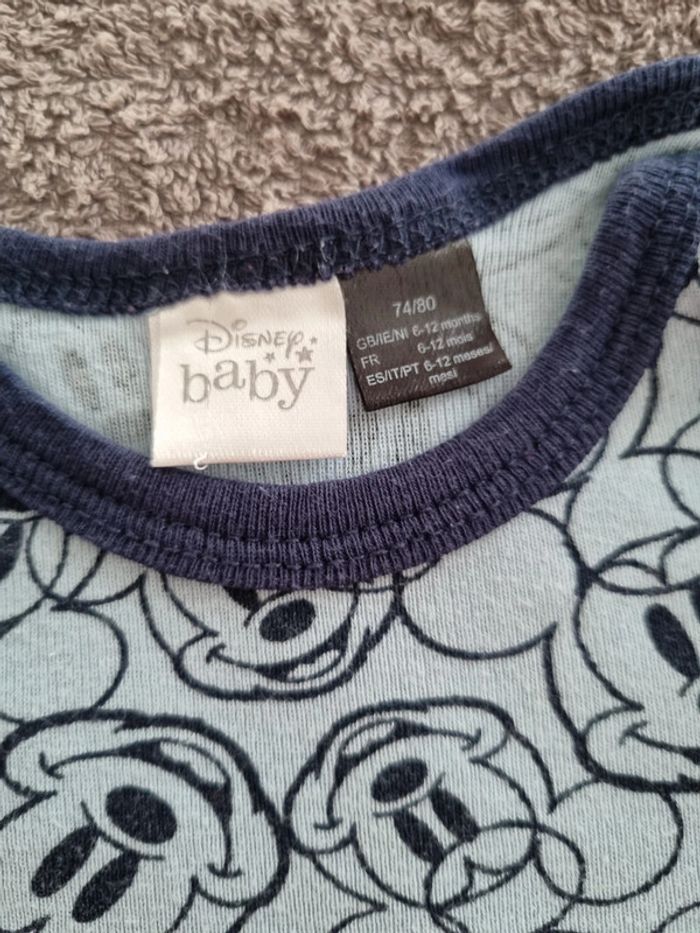 Disney
baby
74/80
GB/IE/NI 6-12 months
FR 6-12 mois
ES/IT/PT 6-12 meses/
mesi